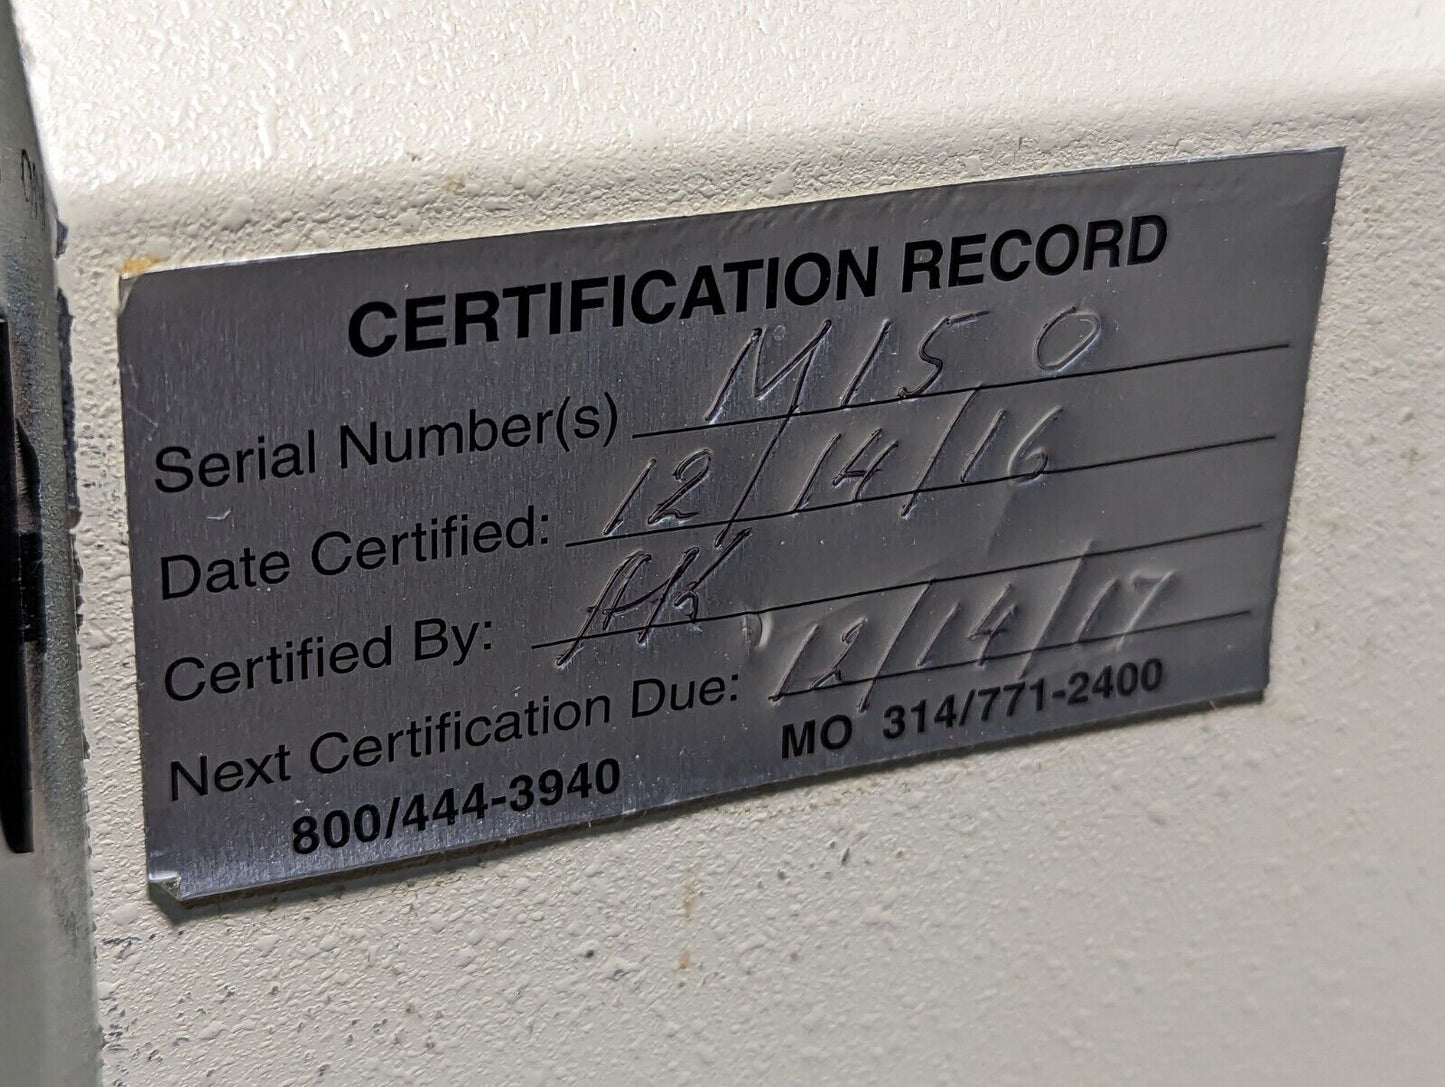 CERTIFICATION RECORD
Serial Number(s) M150
Date Certified: 12/14/16
Certified By: AK
Next Certification Due: 12/14/17
800/444-3940 MO 314/771-2400